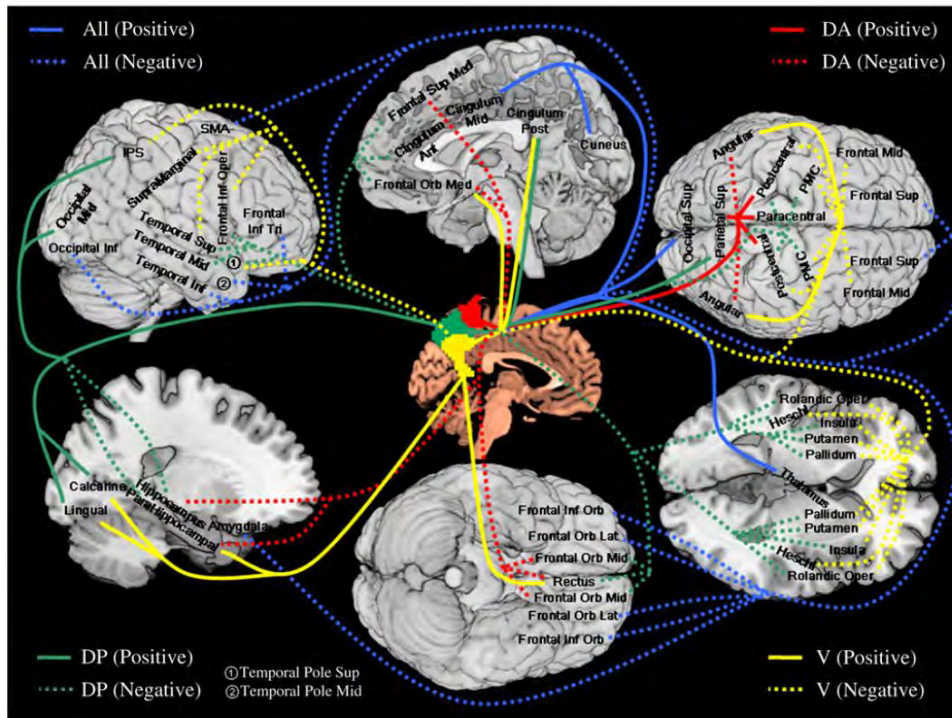 All (Positive)
All (Negative)
DA (Positive)
DA (Negative)
Frontal Sup Med
Cingulum
Mid
Cingulum
Ant
Cingulum
Post
Cuneus
Frontal Orb Med
SMA
IPS
SupraMarginal
Frontal Inf Oper
Occipital
Mid
Occipital Inf
Temporal Sup
Temporal Mid
Temporal Inf
Frontal
Inf Tri
①
②
Angular
Postcentral
PMC
Frontal Mid
Frontal Sup
Occipital Sup
Parietal Sup
Paracentral
Frontal Sup
Postcentral
PMC
Frontal Mid
Angular
Calcarine
Lingual
Hippocampus
ParaHippocampal
Amygdala
Frontal Inf Orb
Frontal Orb Lat
Frontal Orb Mid
Rectus
Frontal Orb Mid
Frontal Orb Lat
Frontal Inf Orb
Rolandic Oper
Heschl
Insula
Putamen
Pallidum
Thalamus
Pallidum
Putamen
Insula
Heschl
Rolandic Oper
DP (Positive)
DP (Negative)
①Temporal Pole Sup
②Temporal Pole Mid
V (Positive)
V (Negative)